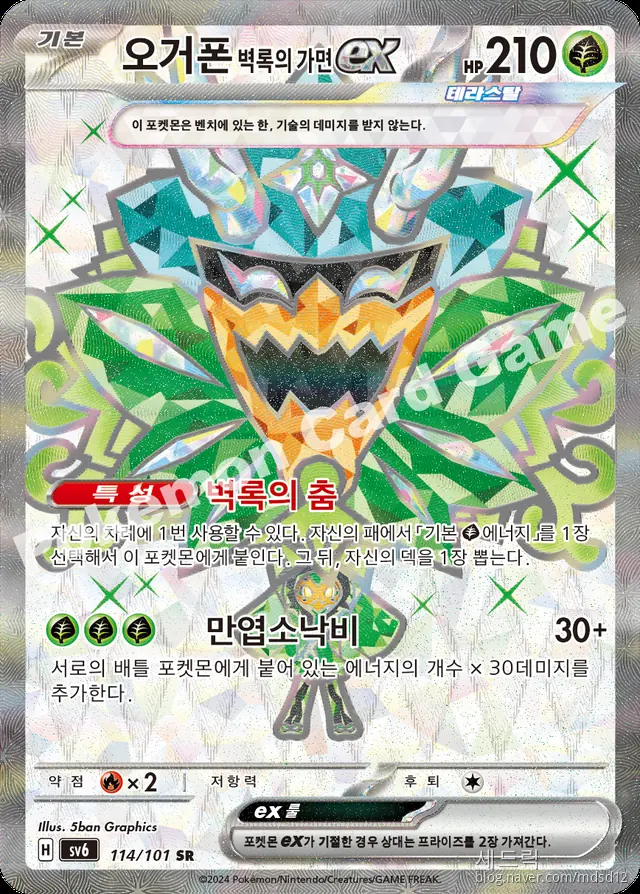 기본 오거폰 벽록의 가면 ex HP 210
테라스탈
이 포켓몬은 벤치에 있는 한, 기술의 데미지를 받지 않는다.
Pokémon Card Game
특성 벽록의 춤
자신의 차례에 1번 사용할 수 있다. 자신의 패에서 「기본 에너지」를 1장
선택해서 이 포켓몬에게 붙인다. 그 뒤, 자신의 덱을 1장 뽑는다.
만엽소낙비 30+
서로의 배틀 포켓몬에게 붙어 있는 에너지의 개수 × 30데미지를
추가한다.
약점 ×2 저항력 후퇴
ex 룰
포켓몬 ex가 기절한 경우 상대는 프라이즈를 2장 가져간다.
Illus. 5ban Graphics
H sv6 114/101 SR
©2024 Pokémon/Nintendo/Creatures/GAME FREAK.
세드릭
blog.naver.com/mdsd12